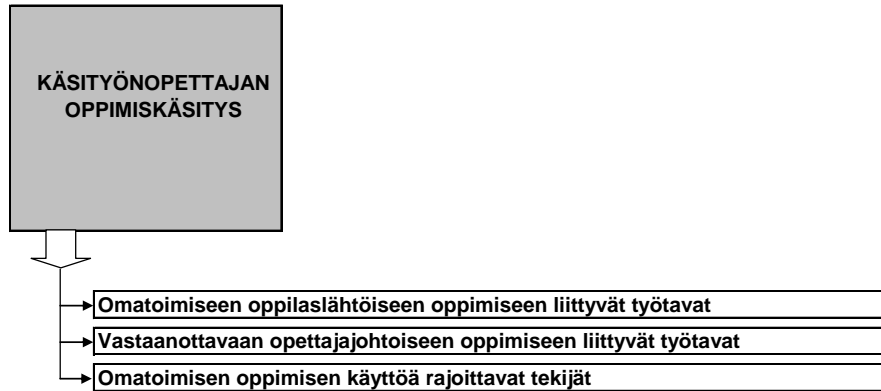 KÄSITYÖNOPETTAJAN
OPPIMISKÄSITYS
Omatoimiseen oppilaslähtöiseen oppimiseen liittyvät työtavat
Vastaanottavaan opettajajohtoiseen oppimiseen liittyvät työtavat
Omatoimisen oppimisen käyttöä rajoittavat tekijät